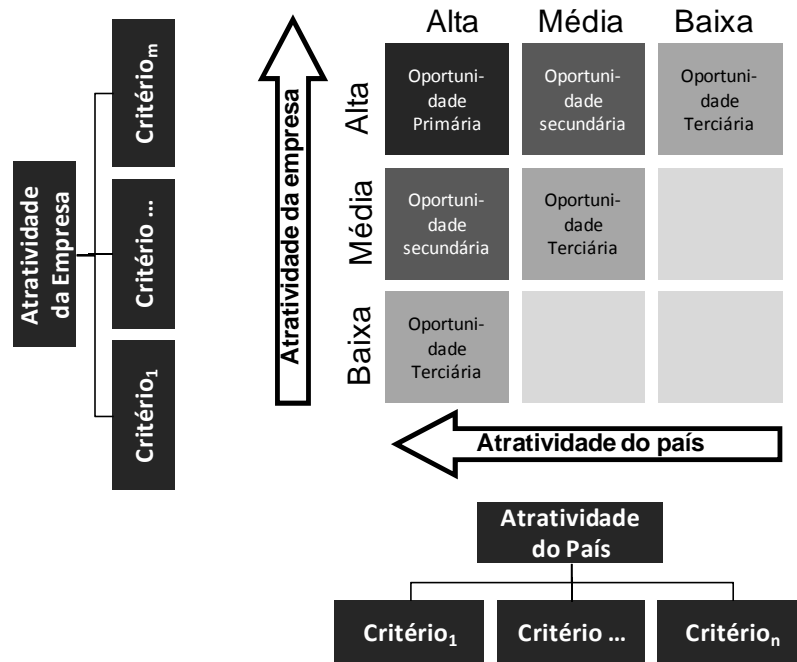 Alta
Média
Baixa
Alta
Oportuni-
dade
Primária
Oportuni-
dade
secundária
Oportuni-
dade
Terciária
Média
Oportuni-
dade
secundária
Oportuni-
dade
Terciária
Baixa
Oportuni-
dade
Terciária
Atratividade da empresa
Atratividade do país
Atratividade
da Empresa
Critérioₘ
Critério ...
Critério₁
Atratividade
do País
Critério₁
Critério ...
Critérioₙ